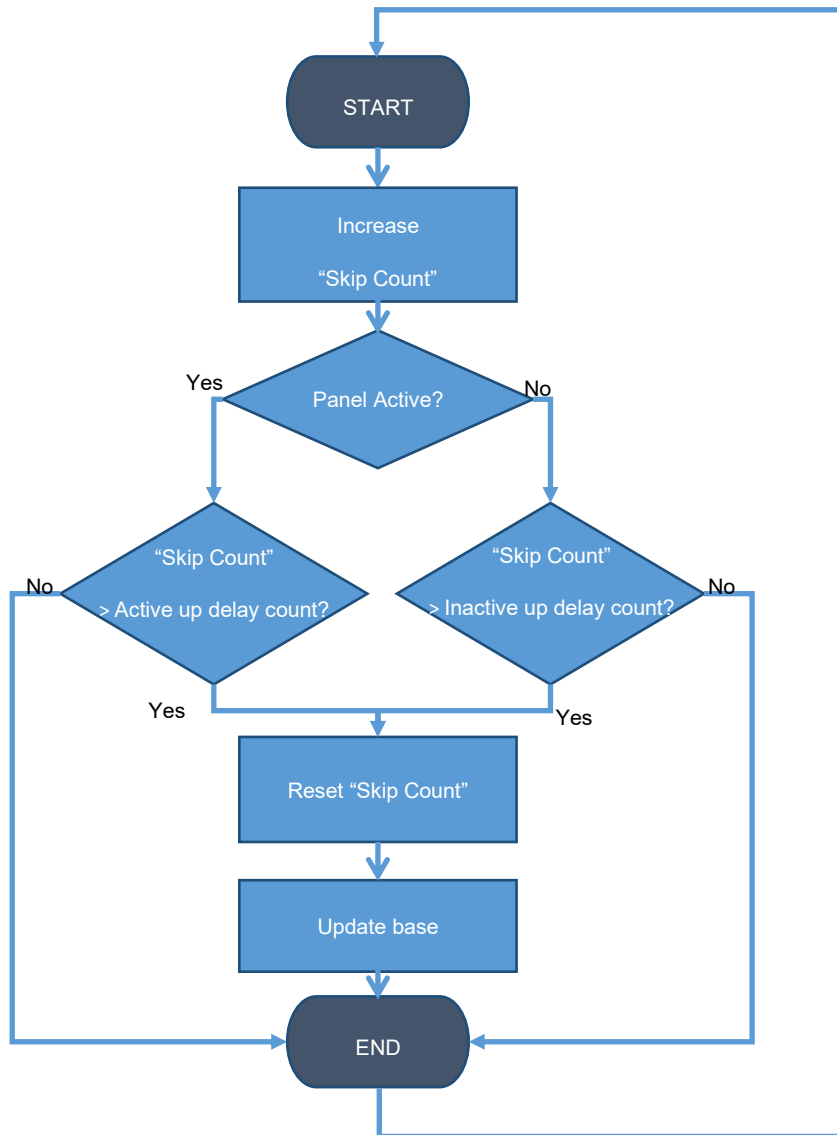 START
Increase
“Skip Count”
Yes
Panel Active?
No
“Skip Count”
> Active up delay count?
No
“Skip Count”
> Inactive up delay count?
No
Yes
Yes
Reset “Skip Count”
Update base
END